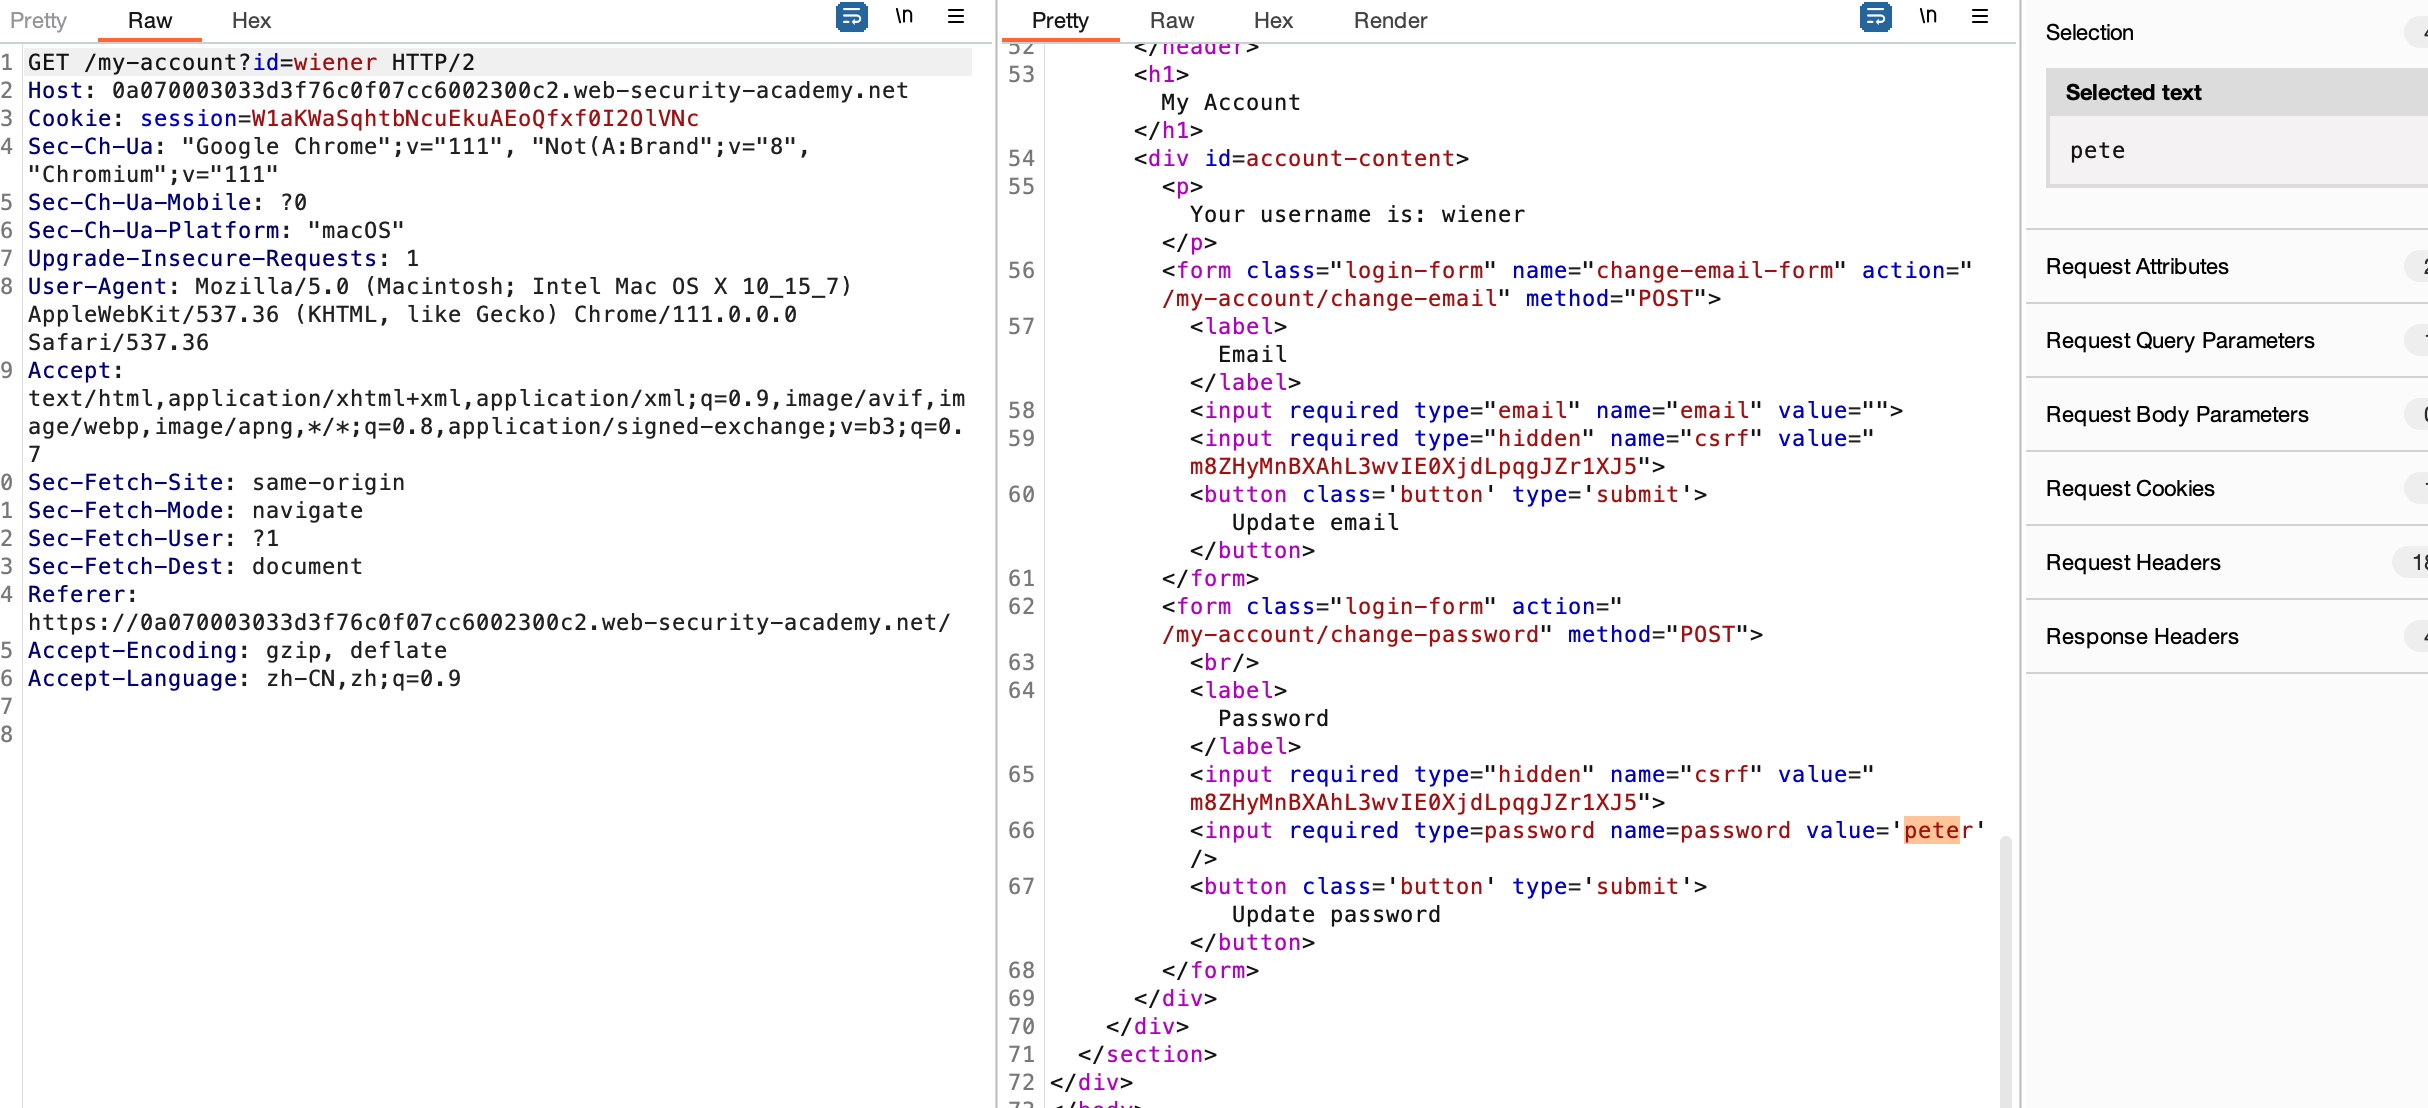 Pretty Raw Hex \n
1 GET /my-account?id=wiener HTTP/2
2 Host: 0a070003033d3f76c0f07cc6002300c2.web-security-academy.net
3 Cookie: session=W1aKWaSqhtbNcuEkuAEoQfxf0I2OlVNc
4 Sec-Ch-Ua: "Google Chrome";v="111", "Not(A:Brand";v="8",
"Chromium";v="111"
5 Sec-Ch-Ua-Mobile: ?0
6 Sec-Ch-Ua-Platform: "macOS"
7 Upgrade-Insecure-Requests: 1
8 User-Agent: Mozilla/5.0 (Macintosh; Intel Mac OS X 10_15_7)
AppleWebKit/537.36 (KHTML, like Gecko) Chrome/111.0.0.0
Safari/537.36
9 Accept:
text/html,application/xhtml+xml,application/xml;q=0.9,image/avif,im
age/webp,image/apng,*/*;q=0.8,application/signed-exchange;v=b3;q=0.
7
0 Sec-Fetch-Site: same-origin
1 Sec-Fetch-Mode: navigate
2 Sec-Fetch-User: ?1
3 Sec-Fetch-Dest: document
4 Referer:
https://0a070003033d3f76c0f07cc6002300c2.web-security-academy.net/
5 Accept-Encoding: gzip, deflate
6 Accept-Language: zh-CN,zh;q=0.9
7
8
Pretty Raw Hex Render \n
52 </header>
53 <h1>
My Account
</h1>
54 <div id=account-content>
55 <p>
Your username is: wiener
</p>
56 <form class="login-form" name="change-email-form" action="
/my-account/change-email" method="POST">
57 <label>
Email
</label>
58 <input required type="email" name="email" value="">
59 <input required type="hidden" name="csrf" value="
m8ZHyMnBXAhL3wvIE0XjdLpqgJZr1XJ5">
60 <button class='button' type='submit'>
Update email
</button>
61 </form>
62 <form class="login-form" action="
/my-account/change-password" method="POST">
63 <br/>
64 <label>
Password
</label>
65 <input required type="hidden" name="csrf" value="
m8ZHyMnBXAhL3wvIE0XjdLpqgJZr1XJ5">
66 <input required type=password name=password value='peter'
/>
67 <button class='button' type='submit'>
Update password
</button>
68 </form>
69 </div>
70 </div>
71 </section>
72 </div>
73 </body>
Selection
Selected text
pete
Request Attributes
Request Query Parameters
Request Body Parameters
Request Cookies
Request Headers
Response Headers